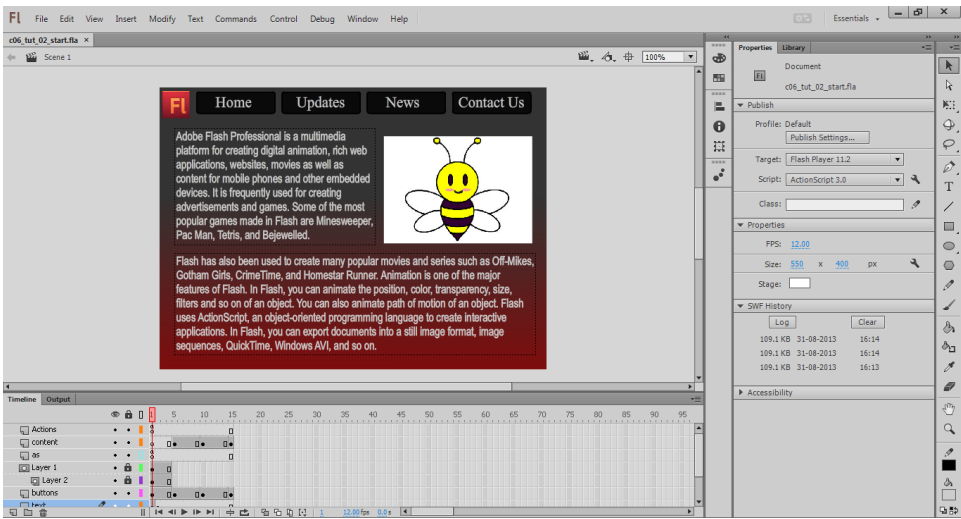 Fl File Edit View Insert Modify Text Commands Control Debug Window Help Essentials
c06_tut_02_start.fla ×
Scene 1 100%
Fl Home Updates News Contact Us
Adobe Flash Professional is a multimedia
platform for creating digital animation, rich web
applications, websites, movies as well as
content for mobile phones and other embedded
devices. It is frequently used for creating
advertisements and games. Some of the most
popular games made in Flash are Minesweeper,
Pac Man, Tetris, and Bejewelled.
Flash has also been used to create many popular movies and series such as Off-Mikes,
Gotham Girls, CrimeTime, and Homestar Runner. Animation is one of the major
features of Flash. In Flash, you can animate the position, color, transparency, size,
filters and so on of an object. You can also animate path of motion of an object. Flash
uses ActionScript, an object-oriented programming language to create interactive
applications. In Flash, you can export documents into a still image format, image
sequences, QuickTime, Windows AVI, and so on.
Properties Library
Document
Fl
c06_tut_02_start.fla
Publish
Profile: Default
Publish Settings...
Target: Flash Player 11.2
Script: ActionScript 3.0
Class:
Properties
FPS: 12.00
Size: 550 x 400 px
Stage:
SWF History
Log Clear
109.1 KB 31-08-2013 16:14
109.1 KB 31-08-2013 16:14
109.1 KB 31-08-2013 16:13
Accessibility
Timeline Output
1 5 10 15 20 25 30 35 40 45 50 55 60 65 70 75 80 85 90 95
Actions
content
as
Layer 1
Layer 2
buttons
text
1 12.00 fps 0.0 s